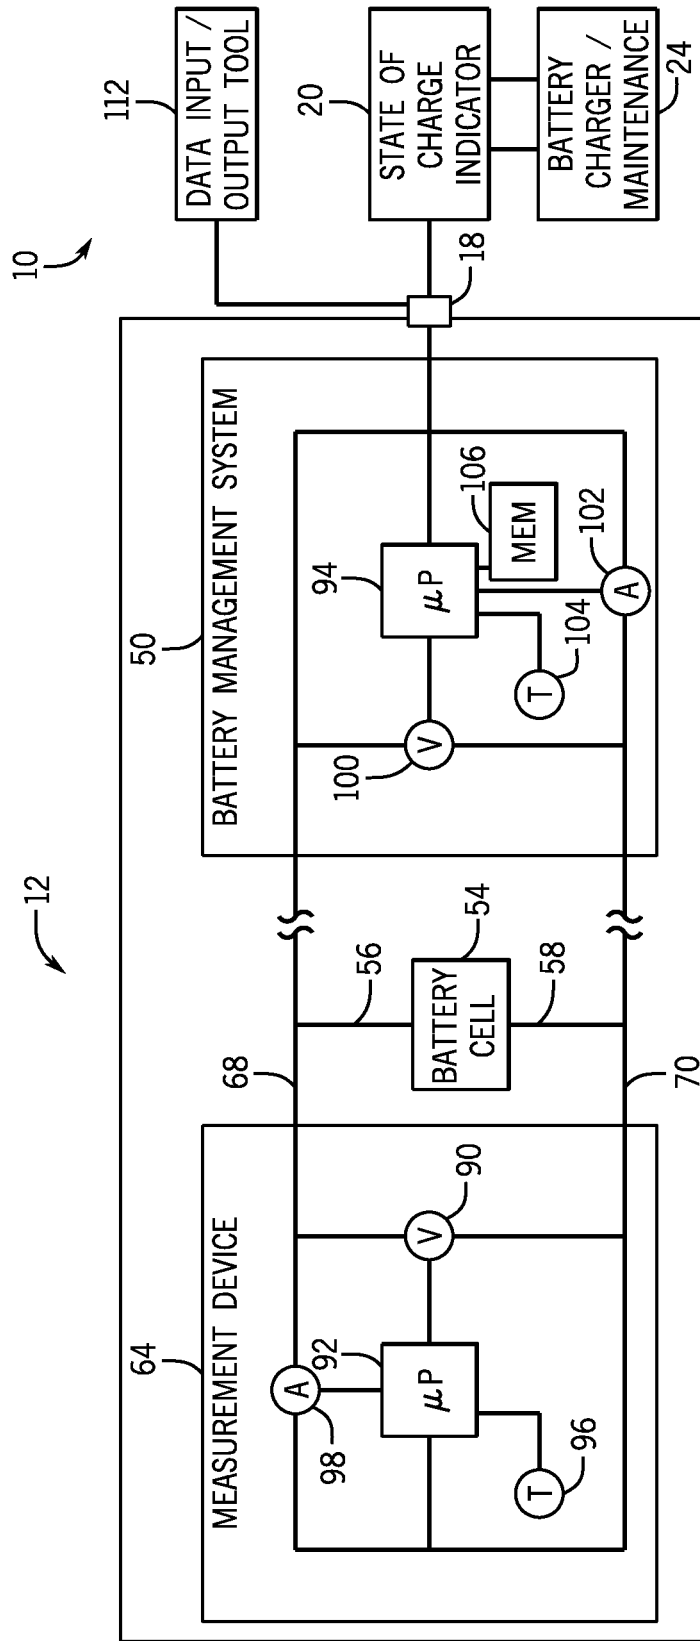 10
12
112
DATA INPUT /
OUTPUT TOOL
20
STATE OF
CHARGE
INDICATOR
BATTERY
CHARGER /
MAINTENANCE
24
18
50
BATTERY MANAGEMENT SYSTEM
94
μP
106
MEM
102
A
104
T
100
V
56
54
BATTERY
CELL
58
68
70
64
MEASUREMENT DEVICE
90
V
92
μP
A
98
T
96